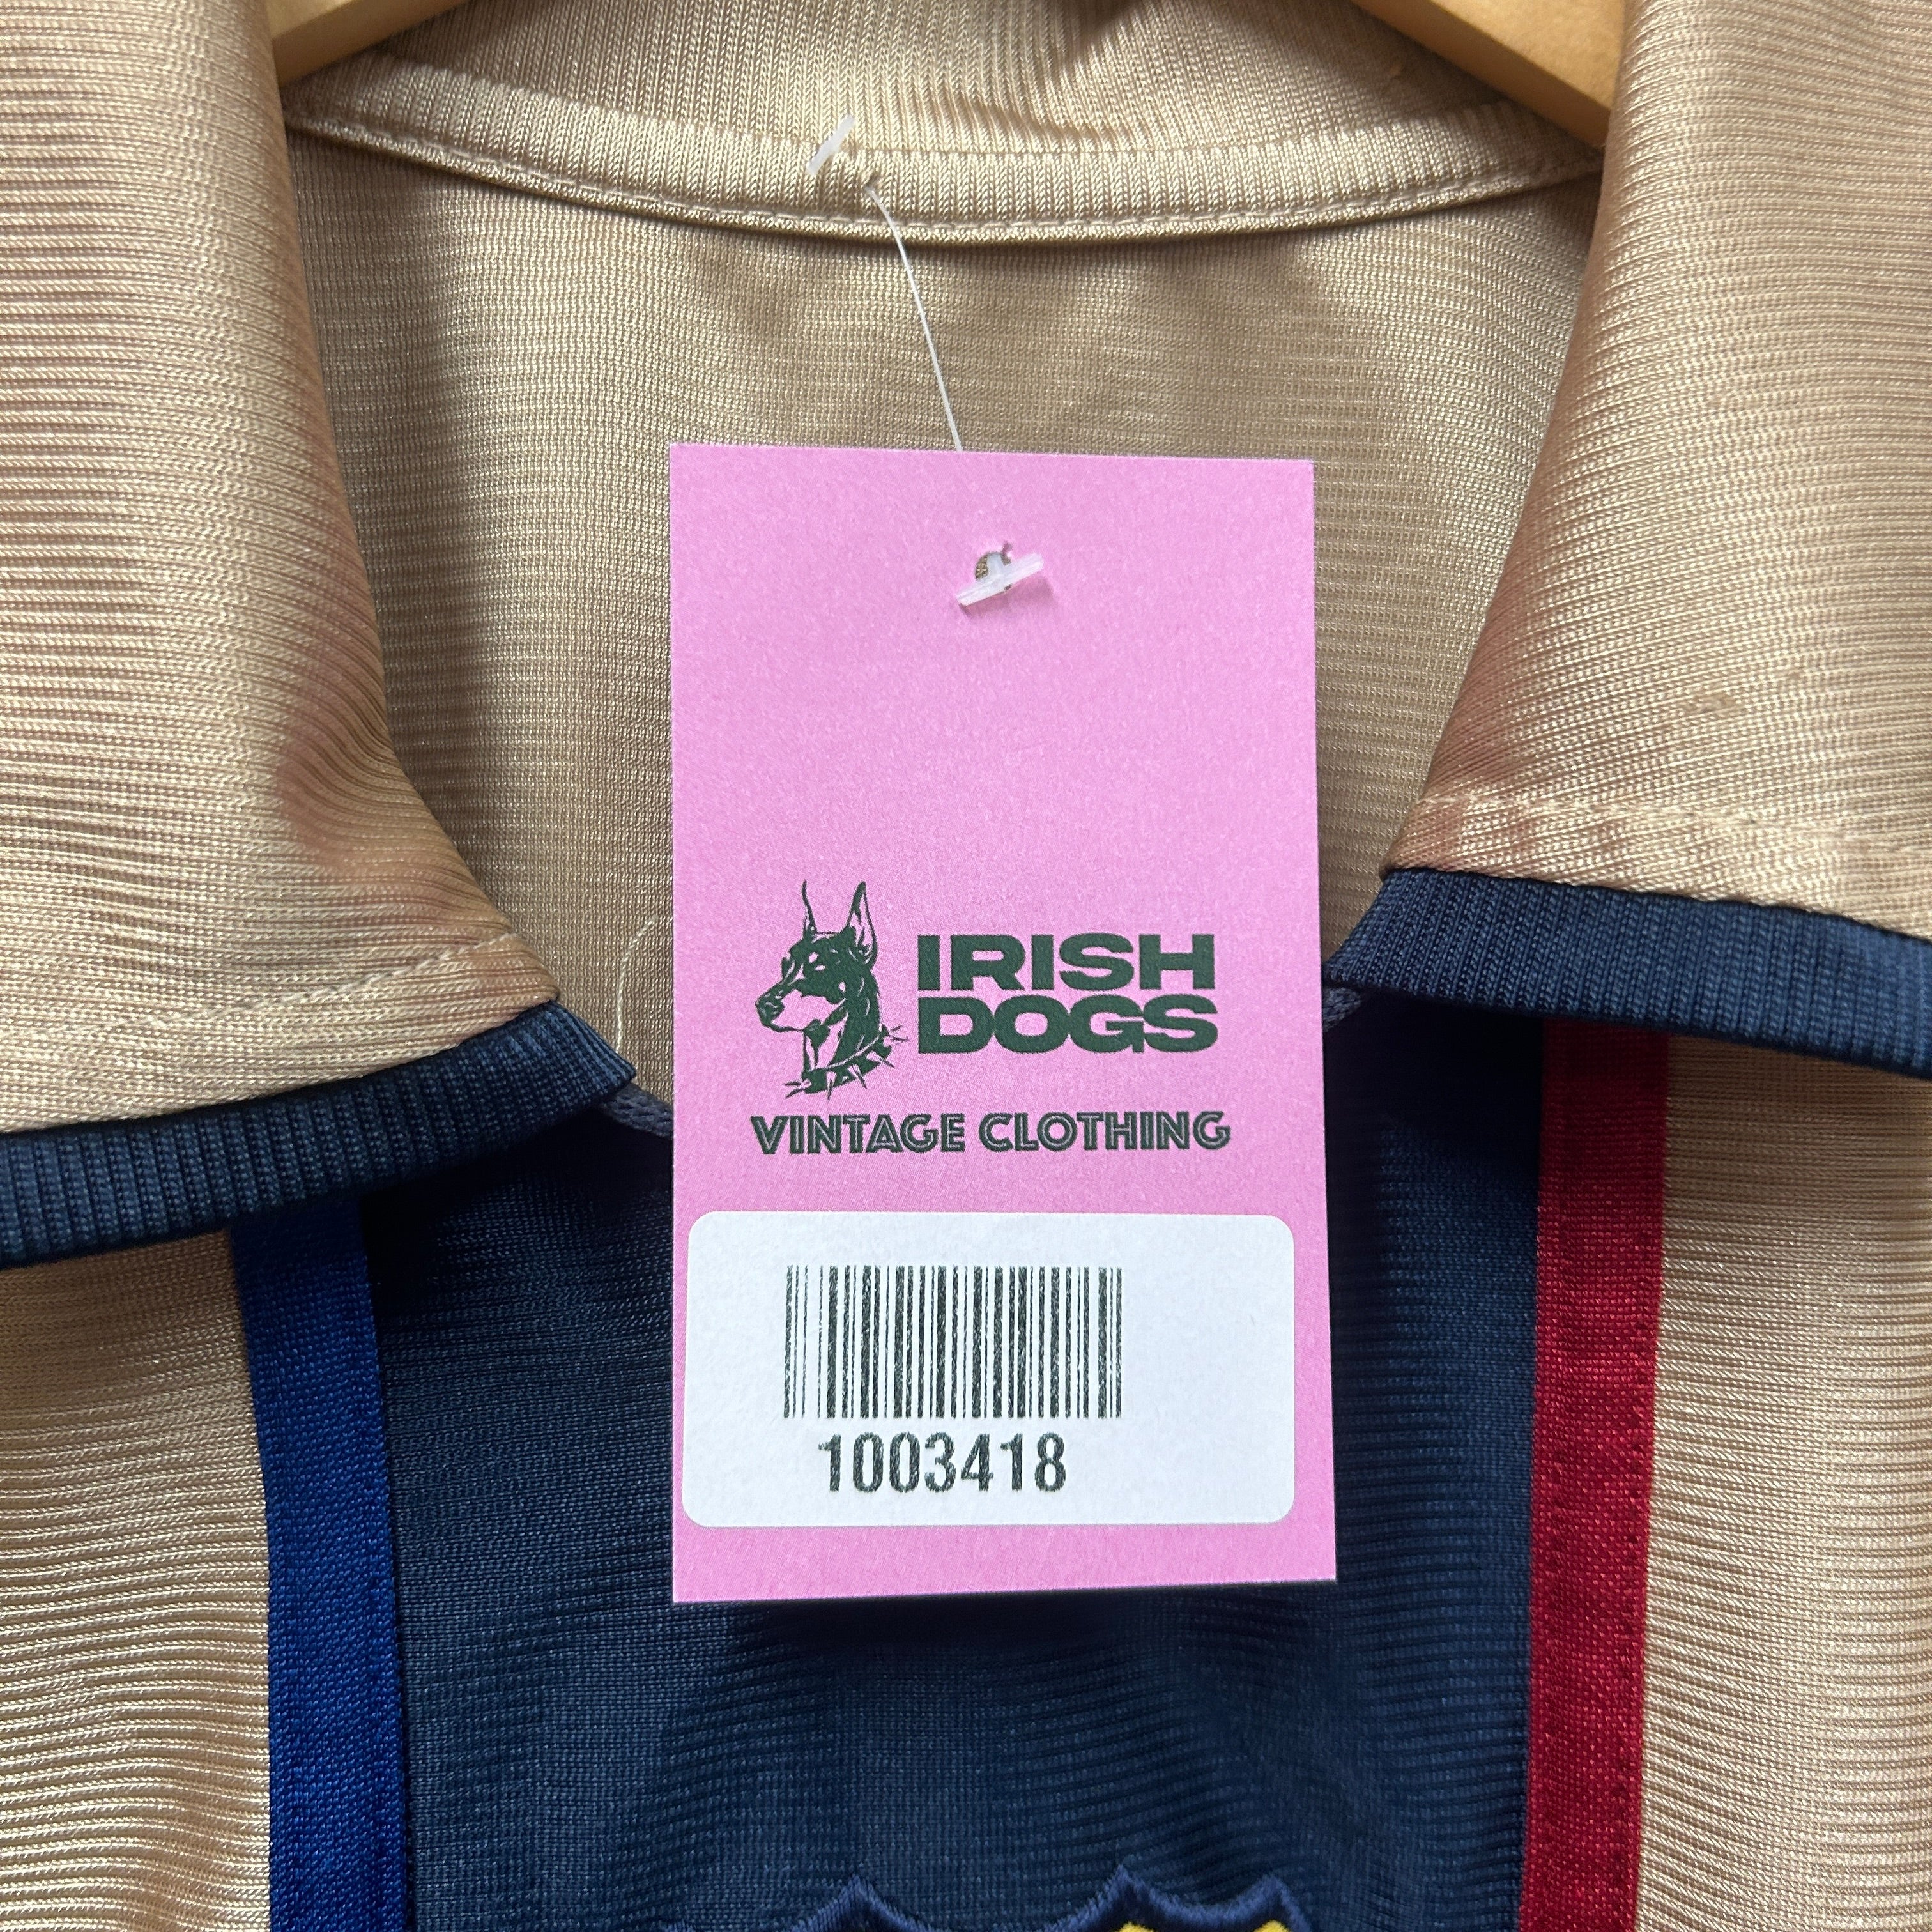 IRISH
DOGS
VINTAGE CLOTHING
1003418